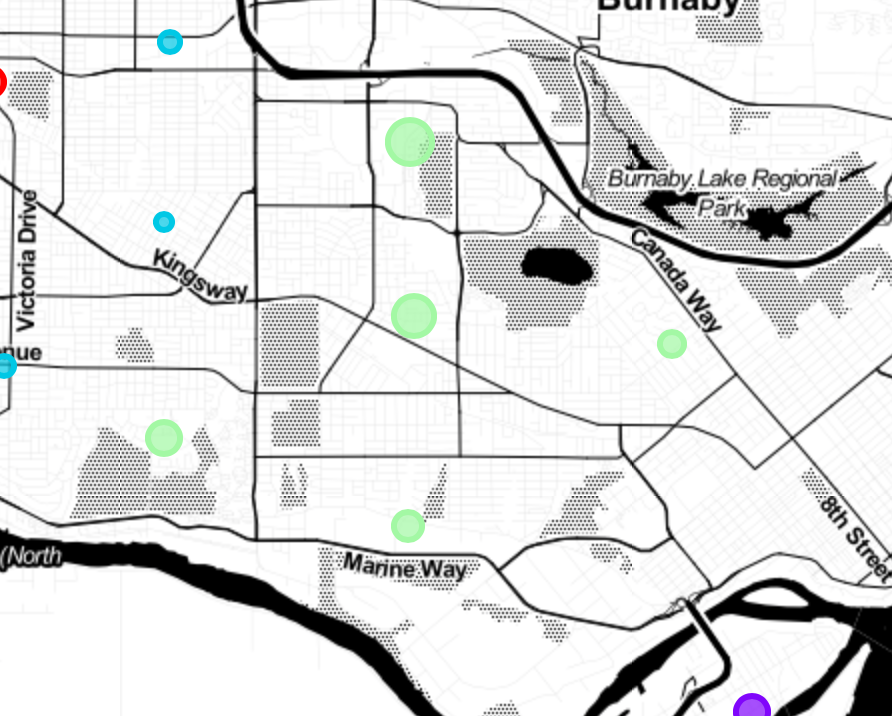 Burnaby
Burnaby Lake Regional
Park
Victoria Drive
Kingsway
Canada Way
nue
8th Street
(North
Marine Way